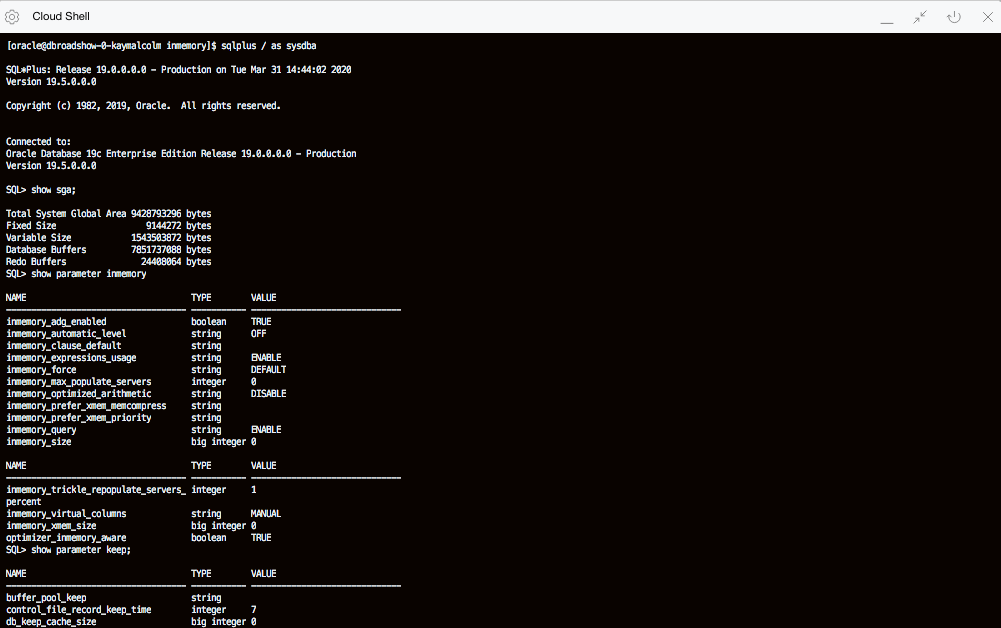 Cloud Shell
[oracle@dbroadshow-0-kaymalcolm inmemory]$ sqlplus / as sysdba
SQL*Plus: Release 19.0.0.0.0 - Production on Tue Mar 31 14:44:02 2020
Version 19.5.0.0.0
Copyright (c) 1982, 2019, Oracle.  All rights reserved.
Connected to:
Oracle Database 19c Enterprise Edition Release 19.0.0.0.0 - Production
Version 19.5.0.0.0
SQL> show sga;
Total System Global Area 9428793296 bytes
Fixed Size 9144272 bytes
Variable Size 1543503872 bytes
Database Buffers 7851737088 bytes
Redo Buffers 24408064 bytes
SQL> show parameter inmemory
NAME TYPE VALUE
------------------------------------ ----------- ------------------------------
inmemory_adg_enabled boolean TRUE
inmemory_automatic_level string OFF
inmemory_clause_default string
inmemory_expressions_usage string ENABLE
inmemory_force string DEFAULT
inmemory_max_populate_servers integer 0
inmemory_optimized_arithmetic string DISABLE
inmemory_prefer_xmem_memcompress string
inmemory_prefer_xmem_priority string
inmemory_query string ENABLE
inmemory_size big integer 0
NAME TYPE VALUE
------------------------------------ ----------- ------------------------------
inmemory_trickle_repopulate_servers_ integer 1
percent
inmemory_virtual_columns string MANUAL
inmemory_xmem_size big integer 0
optimizer_inmemory_aware boolean TRUE
SQL> show parameter keep;
NAME TYPE VALUE
------------------------------------ ----------- ------------------------------
buffer_pool_keep string
control_file_record_keep_time integer 7
db_keep_cache_size big integer 0